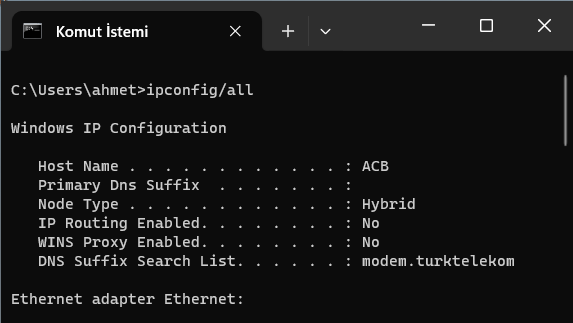 Komut İstemi
C:\Users\ahmet>ipconfig/all
Windows IP Configuration
Host Name . . . . . . . . . . . . : ACB
Primary Dns Suffix  . . . . . . . :
Node Type . . . . . . . . . . . . : Hybrid
IP Routing Enabled. . . . . . . . : No
WINS Proxy Enabled. . . . . . . . : No
DNS Suffix Search List. . . . . . : modem.turktelekom
Ethernet adapter Ethernet: